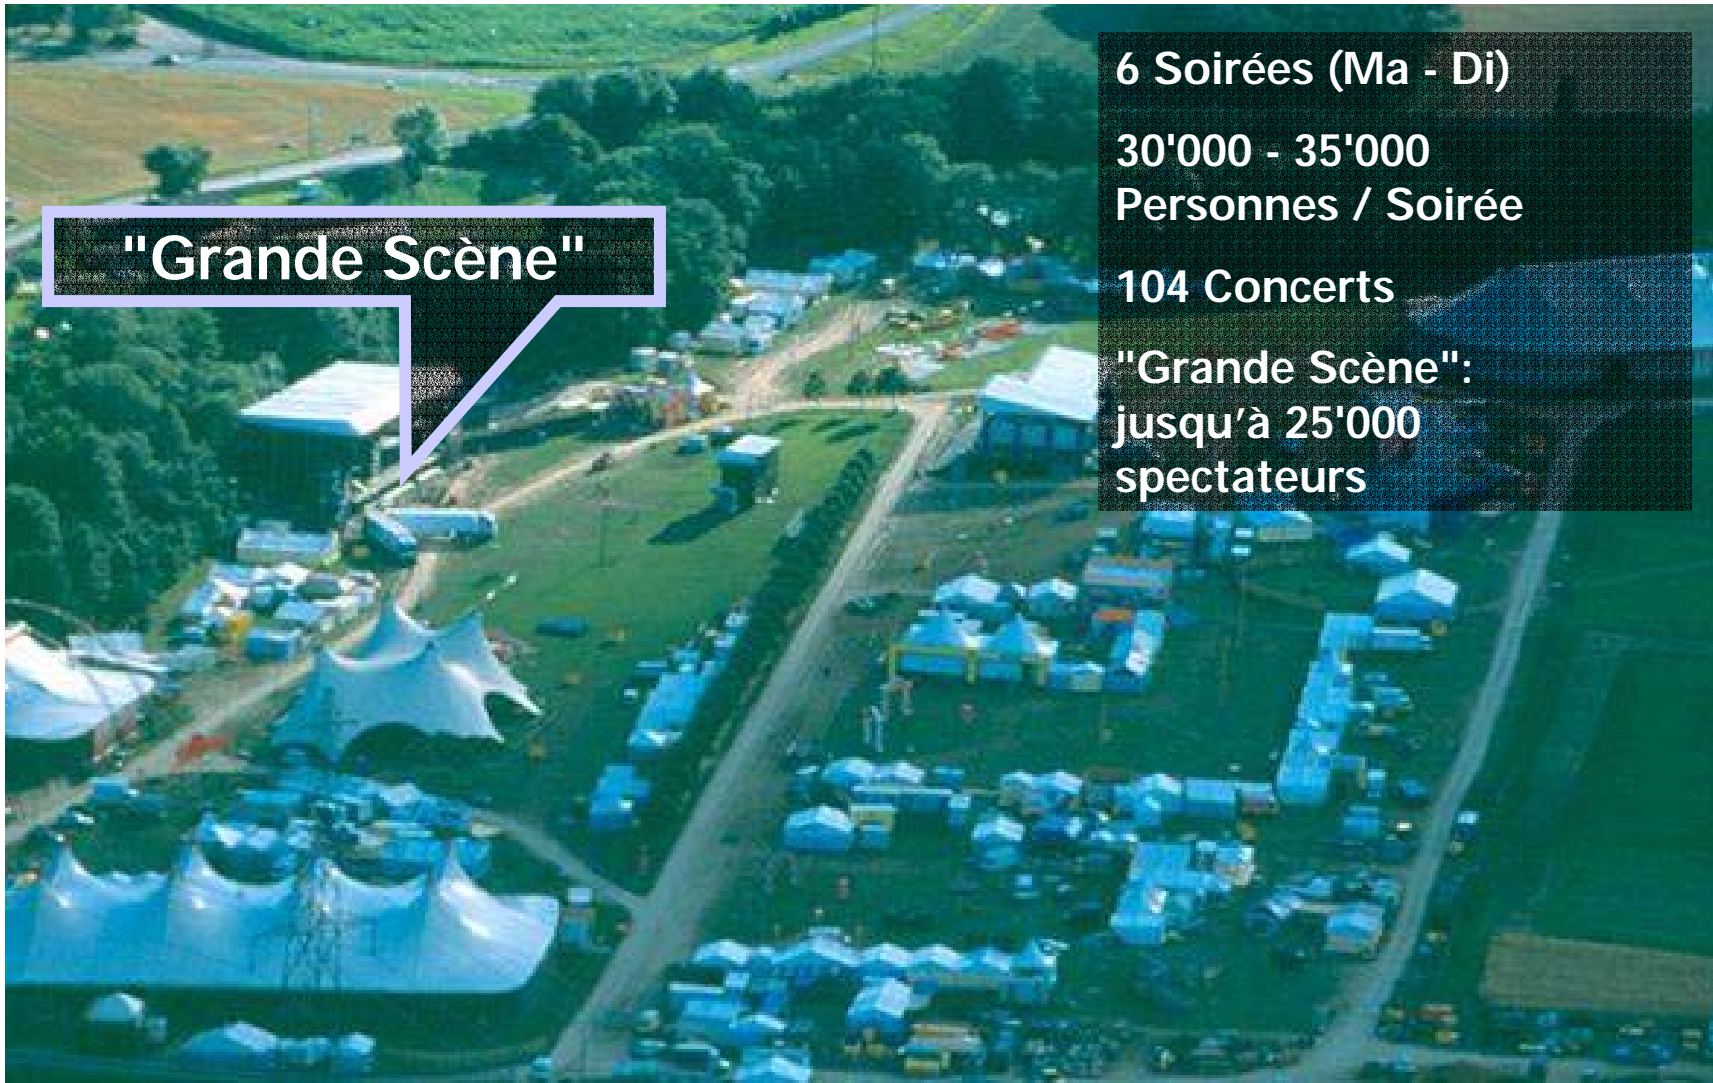 "Grande Scène"
6 Soirées (Ma - Di)
30'000 - 35'000
Personnes / Soirée
104 Concerts
"Grande Scène":
jusqu'à 25'000
spectateurs